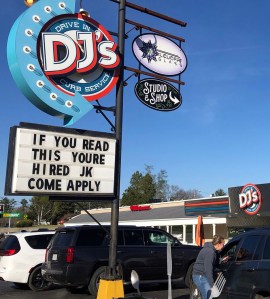 DRIVE IN
DJ's
CURB SERVICE
STUDIO
& SHOP
IF YOU READ
THIS YOURE
HIRED JK
COME APPLY
DJ's